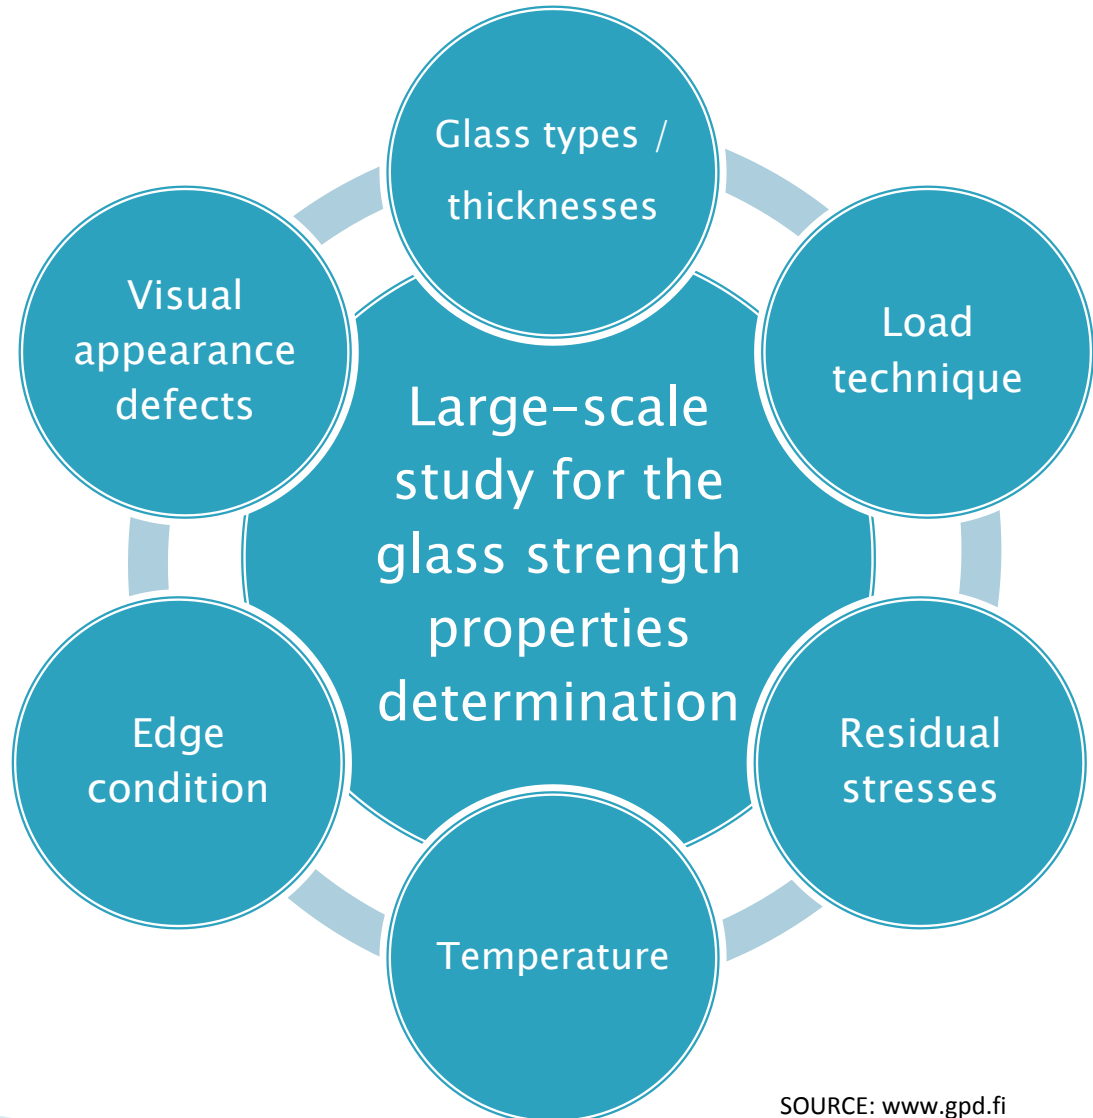 Glass types /
thicknesses
Load
technique
Residual
stresses
Temperature
Edge
condition
Visual
appearance
defects
Large-scale
study for the
glass strength
properties
determination
SOURCE: www.gpd.fi